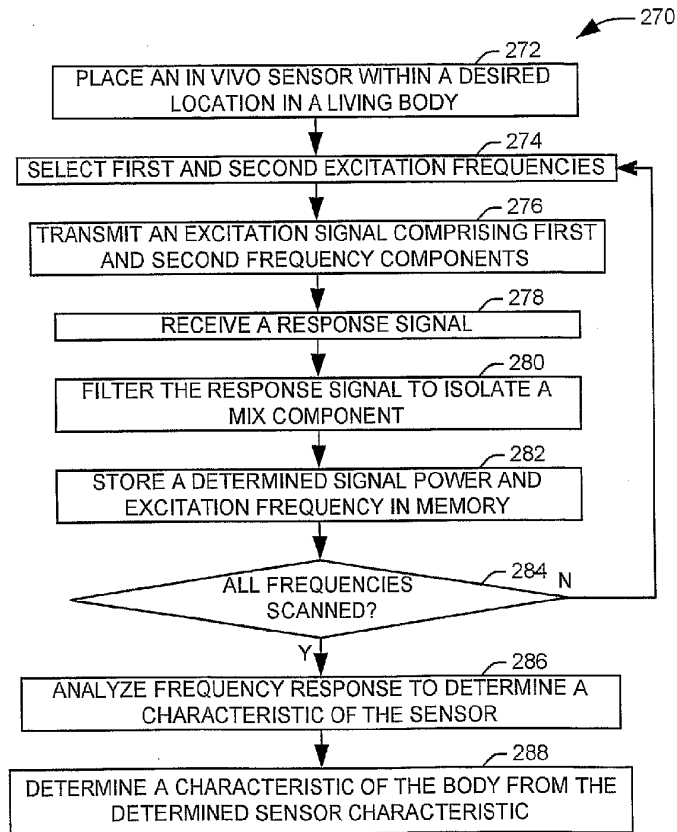 270
272
PLACE AN IN VIVO SENSOR WITHIN A DESIRED
LOCATION IN A LIVING BODY
274
SELECT FIRST AND SECOND EXCITATION FREQUENCIES
276
TRANSMIT AN EXCITATION SIGNAL COMPRISING FIRST
AND SECOND FREQUENCY COMPONENTS
278
RECEIVE A RESPONSE SIGNAL
280
FILTER THE RESPONSE SIGNAL TO ISOLATE A
MIX COMPONENT
282
STORE A DETERMINED SIGNAL POWER AND
EXCITATION FREQUENCY IN MEMORY
284
N
ALL FREQUENCIES
SCANNED?
Y
286
ANALYZE FREQUENCY RESPONSE TO DETERMINE A
CHARACTERISTIC OF THE SENSOR
288
DETERMINE A CHARACTERISTIC OF THE BODY FROM THE
DETERMINED SENSOR CHARACTERISTIC